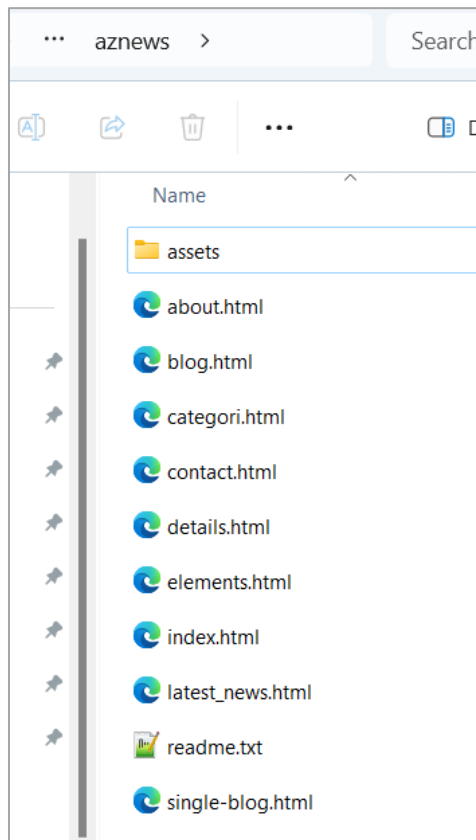 ··· aznews >
Search
Name
assets
about.html
blog.html
categori.html
contact.html
details.html
elements.html
index.html
latest_news.html
readme.txt
single-blog.html